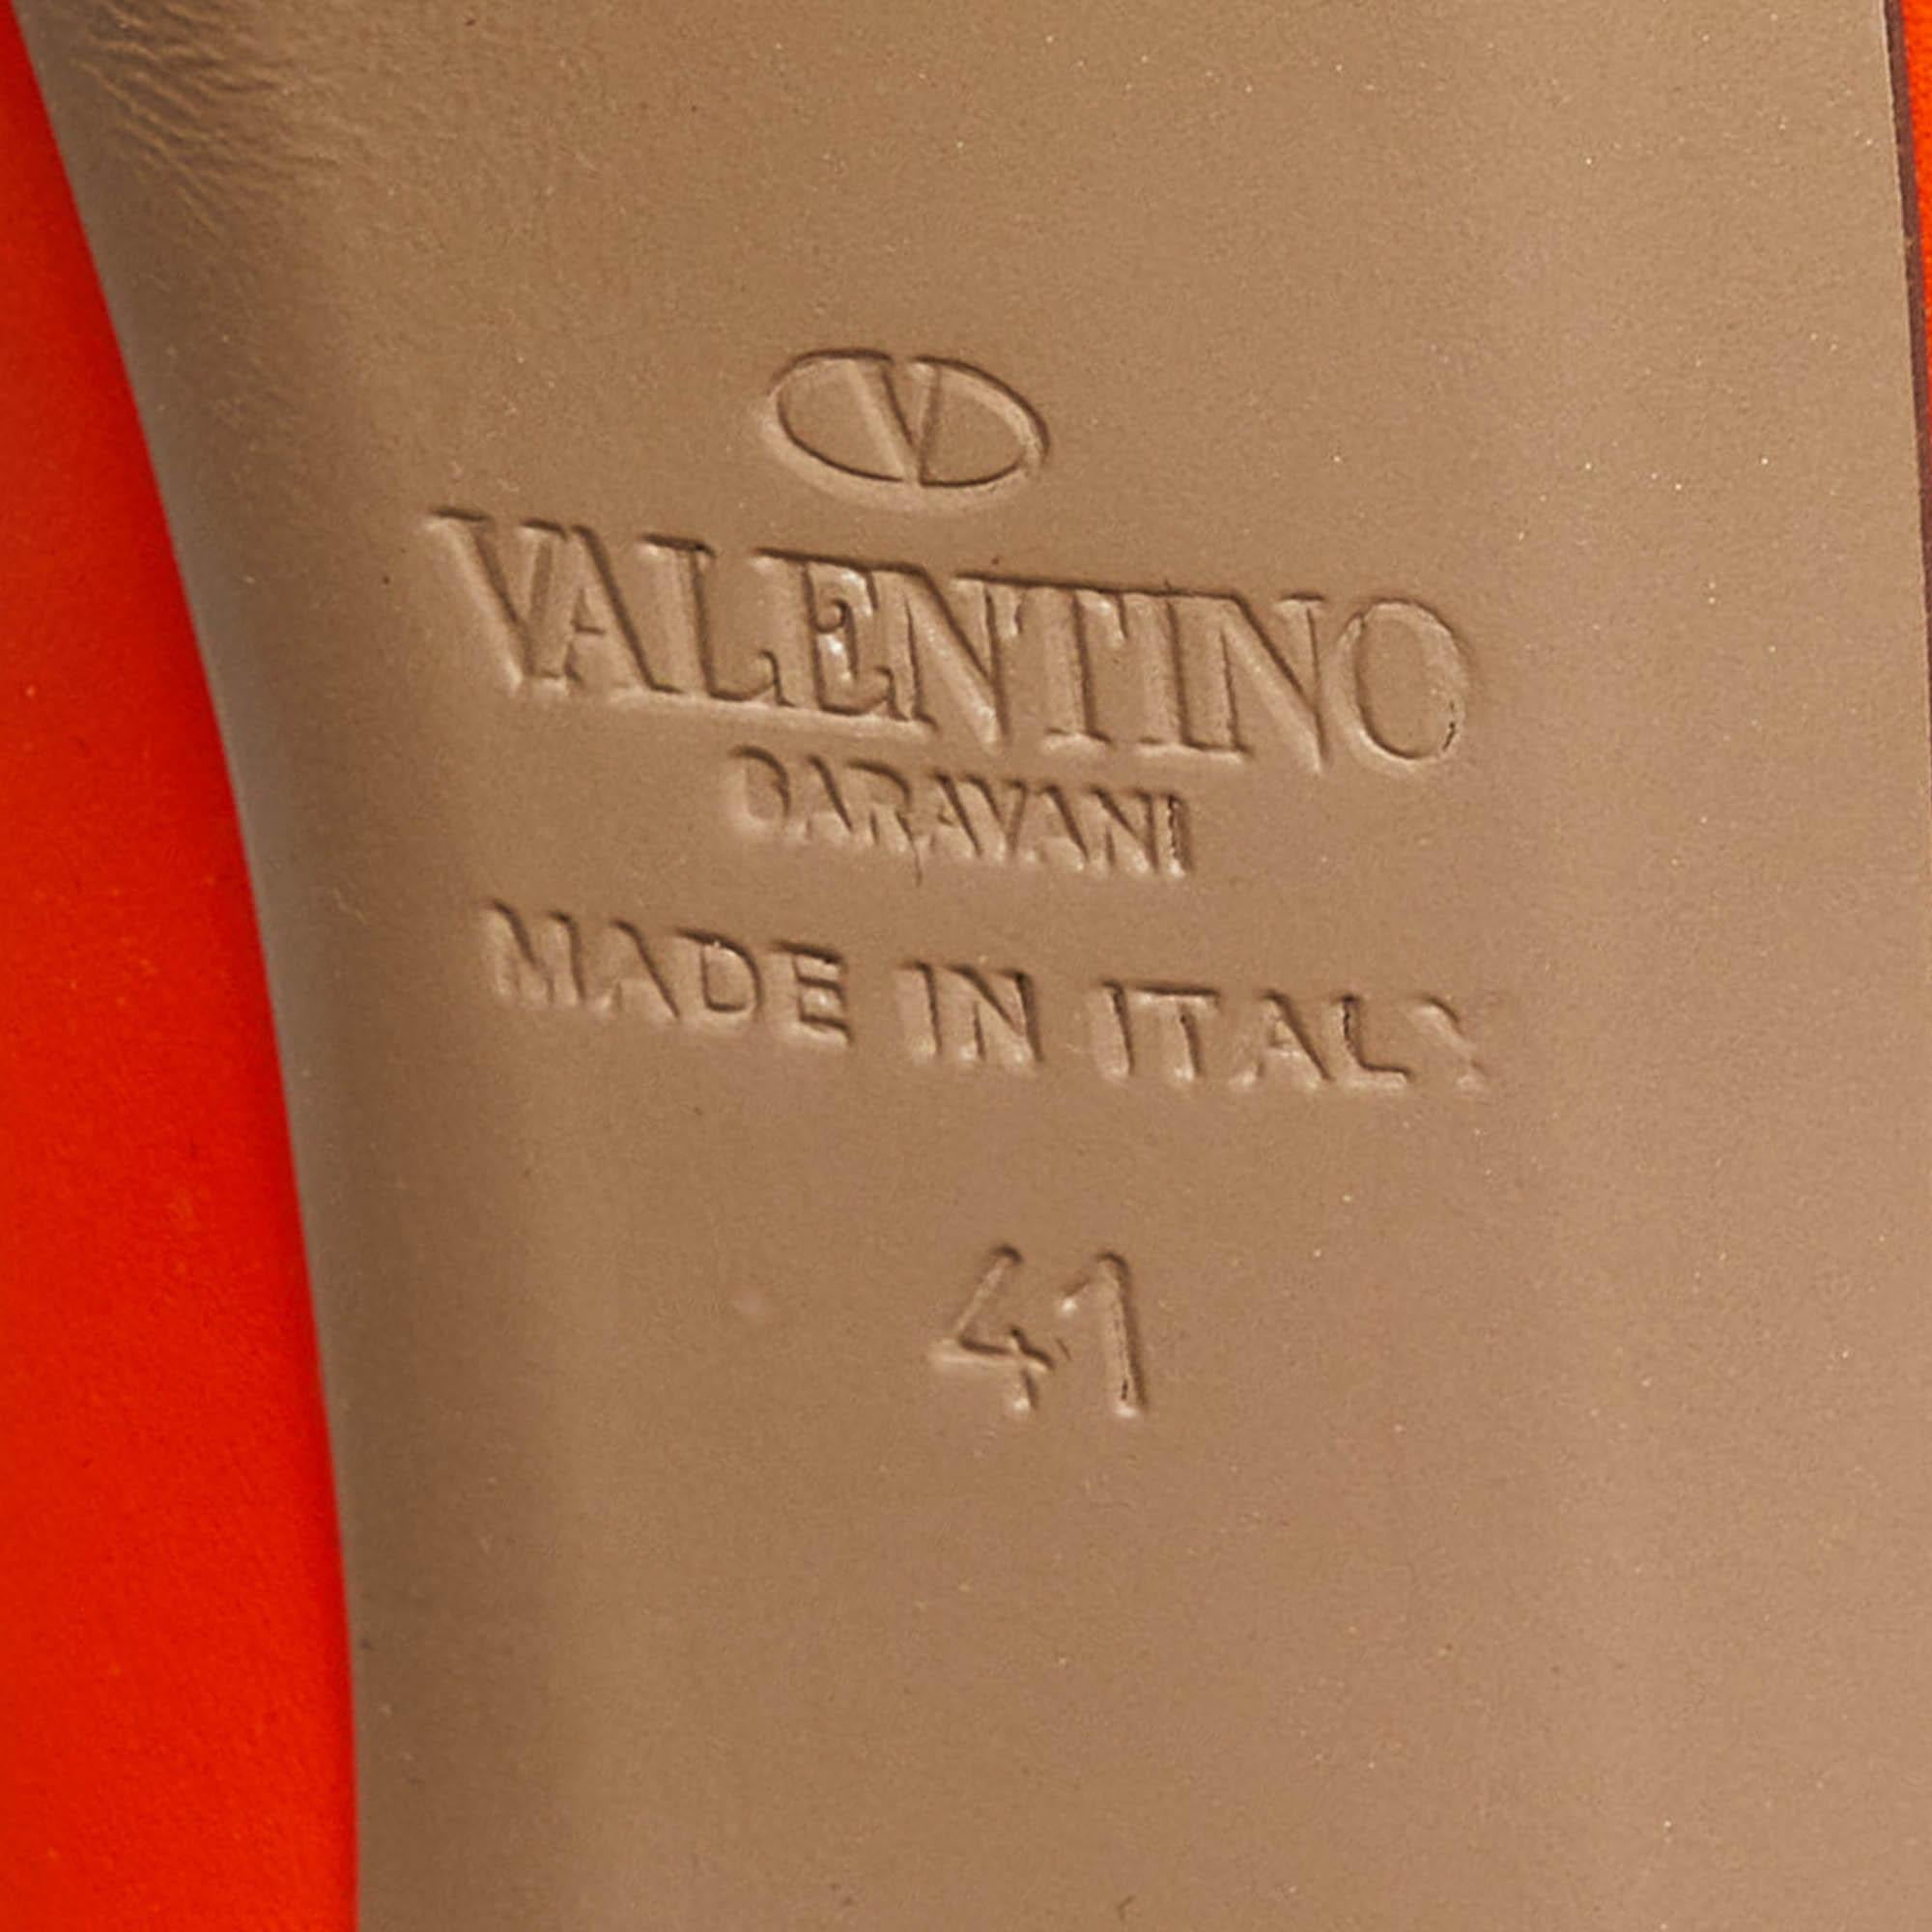 V
VALENTINO
GARAVANI
MADE IN ITALY
41